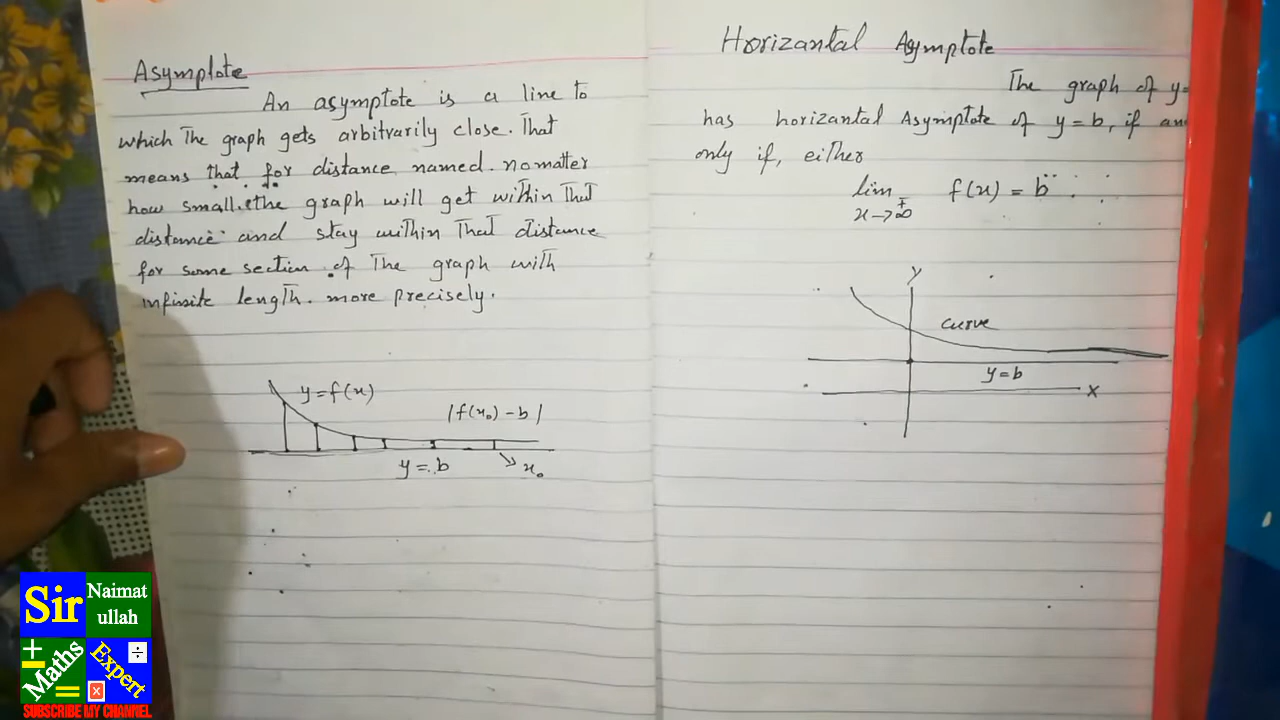 Asymplote
An asymptote is a line to
which The graph gets arbitrarily close. That
means that for distance named. no matter
how small. the graph will get within That
distance and stay within That distance
for some section of The graph with
infinite length. more precisely.
y=f(x)
|f(x₀) - b|
y = b
x₀
Horizantal Asymptote
The graph of y=
has horizantal Asymptote of y=b, if an
only if, either
lim f(x) = b
x→±∞
y
curve
y=b
x
Sir Naimat
ullah
+ ÷
Maths Expert
= x
SUBSCRIBE MY CHANNEL